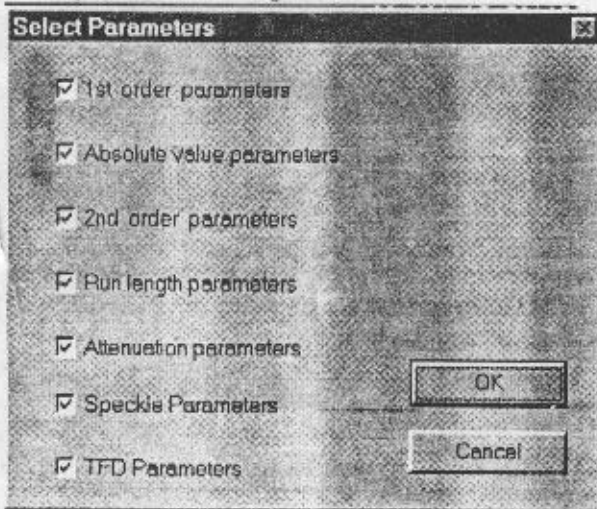 Select Parameters
1st order parameters
Absolute value parameters
2nd order parameters
Run length parameters
Attenuation parameters
Speckle Parameters
TFD Parameters
OK
Cancel